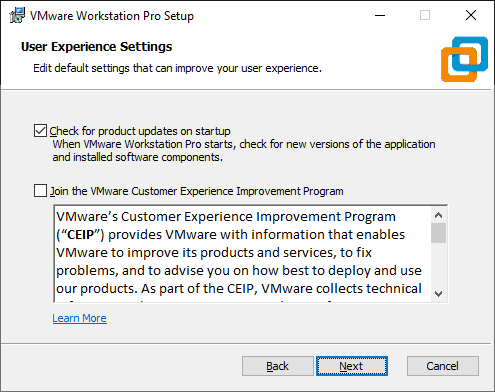 VMware Workstation Pro Setup
User Experience Settings
Edit default settings that can improve your user experience.
Check for product updates on startup
When VMware Workstation Pro starts, check for new versions of the application
and installed software components.
Join the VMware Customer Experience Improvement Program
VMware's Customer Experience Improvement Program
("CEIP") provides VMware with information that enables
VMware to improve its products and services, to fix
problems, and to advise you on how best to deploy and use
our products. As part of the CEIP, VMware collects technical
Learn More
Back
Next
Cancel